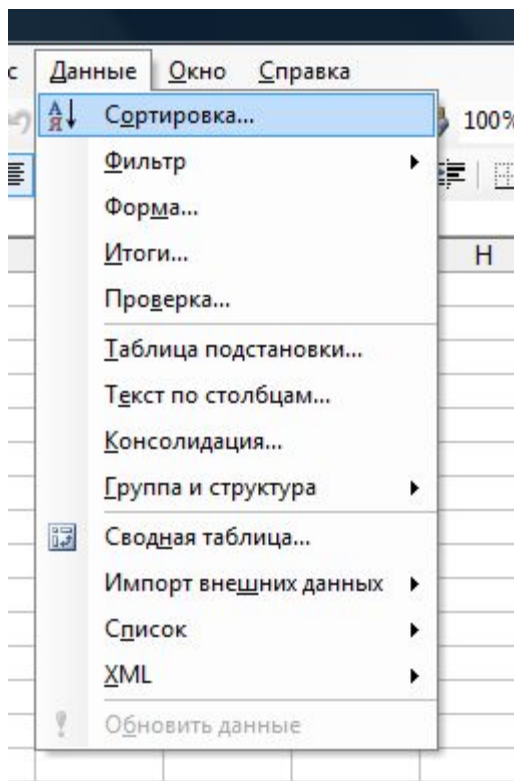 с Данные Окно Справка
Сортировка...
100%
Фильтр
Форма...
Итоги...
H
Проверка...
Таблица подстановки...
Текст по столбцам...
Консолидация...
Группа и структура
Сводная таблица...
Импорт внешних данных
Список
XML
Обновить данные